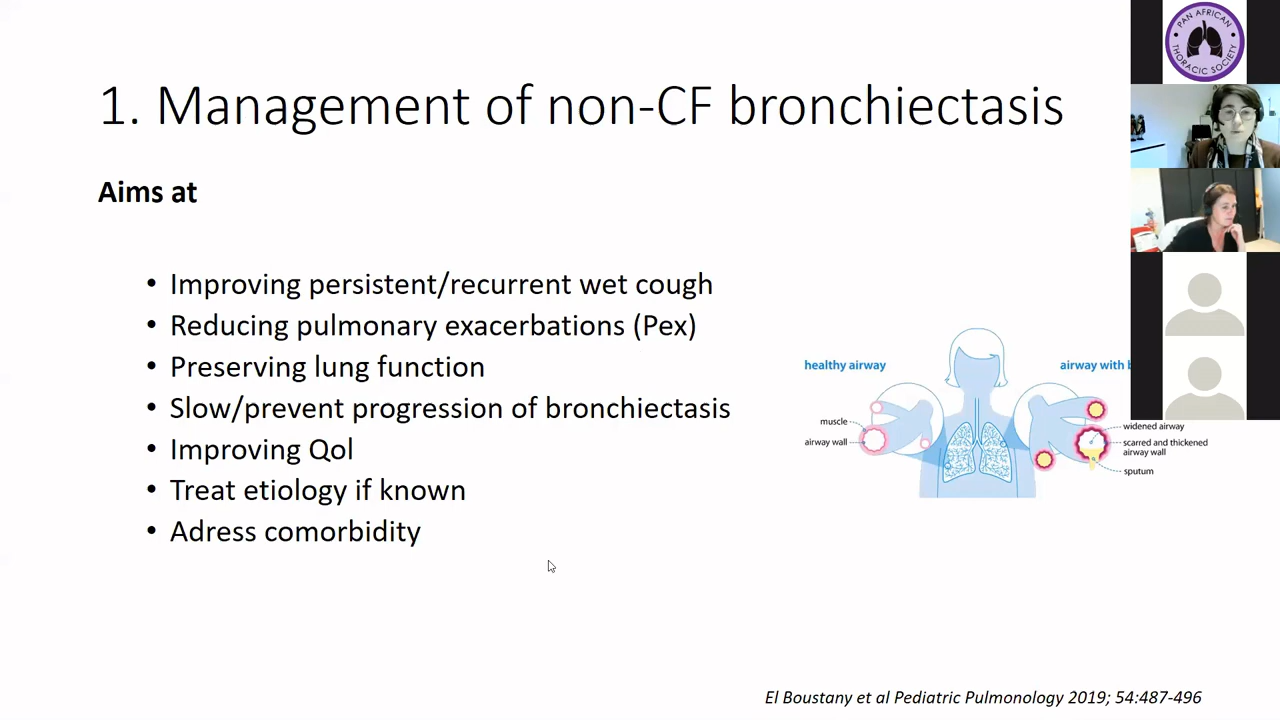 1. Management of non-CF bronchiectasis
Aims at
• Improving persistent/recurrent wet cough
• Reducing pulmonary exacerbations (Pex)
• Preserving lung function
• Slow/prevent progression of bronchiectasis
• Improving Qol
• Treat etiology if known
• Adress comorbidity
healthy airway
airway with b
muscle
airway wall
widened airway
scarred and thickened
airway wall
sputum
El Boustany et al Pediatric Pulmonology 2019; 54:487-496
PAN AFRICAN
THORACIC SOCIETY